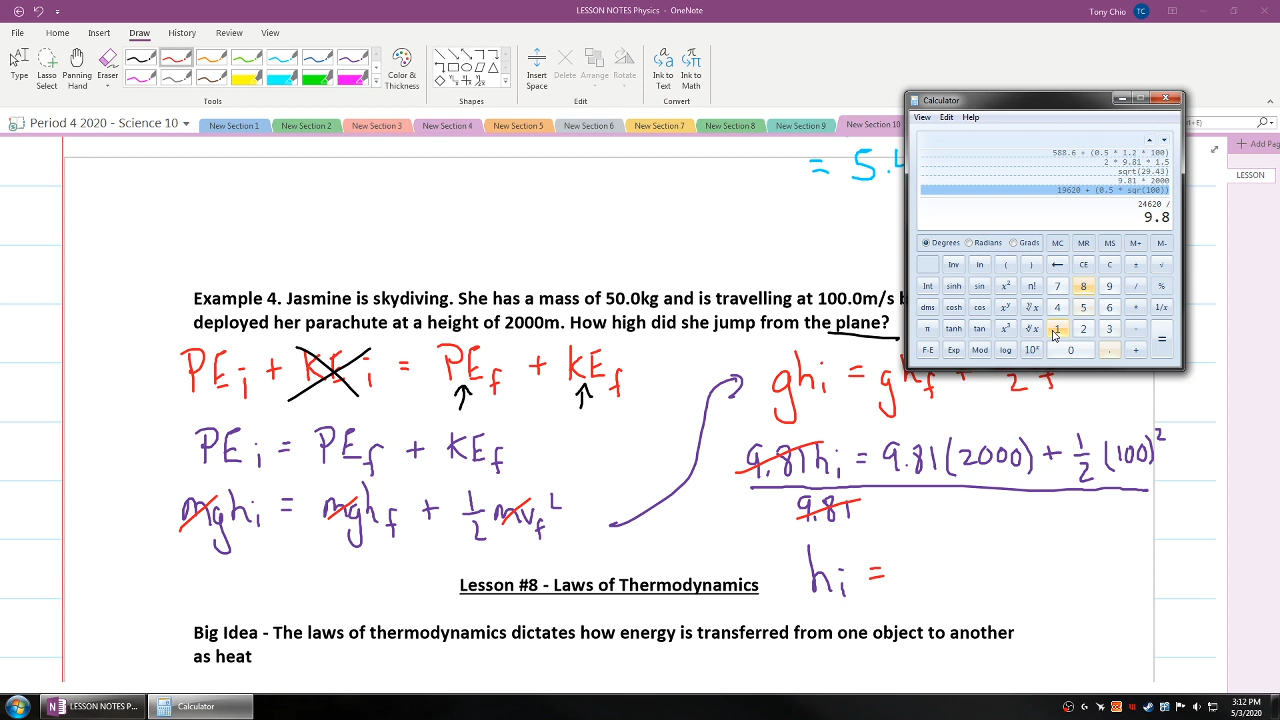 LESSON NOTES Physics - OneNote
Tony Chio TC
File Home Insert Draw History Review View
Type
Lasso Select
Panning Hand
Eraser
Color & Thickness
Insert Space
Delete
Arrange
Rotate
Ink to Text
Ink to Math
Tools
Shapes
Edit
Convert
Period 4 2020 - Science 10
New Section 1 New Section 2 New Section 3 New Section 4 New Section 5 New Section 6 New Section 7 New Section 8 New Section 9 New Section 10
Ctrl+E)
Add Pag
LESSON
Calculator
View Edit Help
588.6 + (0.5 * 1.2 * 100)
2 * 9.81 * 1.5
sqrt(29.43)
9.81 * 2000
19620 + (0.5 * sqr(100))
24620 /
9.8
Degrees Radians Grads MC MR MS M+ M-
Inv ln ( ) ← CE C ± √
Int sinh sin x² n! 7 8 9 / %
dms cosh cos xʸ ʸ√x 4 5 6 * 1/x
π tanh tan x³ ³√x 1 2 3 - =
F-E Exp Mod log 10ˣ 0 . +
= 5.4
Example 4. Jasmine is skydiving. She has a mass of 50.0kg and is travelling at 100.0m/s b
deployed her parachute at a height of 2000m. How high did she jump from the plane?
PEi + KEi = PEf + KEf
PEi = PEf + KEf
mghi = mghf + 1/2 mvf²
ghi = ghf + 2 f
9.81hi = 9.81(2000) + 1/2 (100)²
9.81
hi =
Lesson #8 - Laws of Thermodynamics
Big Idea - The laws of thermodynamics dictates how energy is transferred from one object to another
as heat
LESSON NOTES P...
Calculator
3:12 PM
5/3/2020